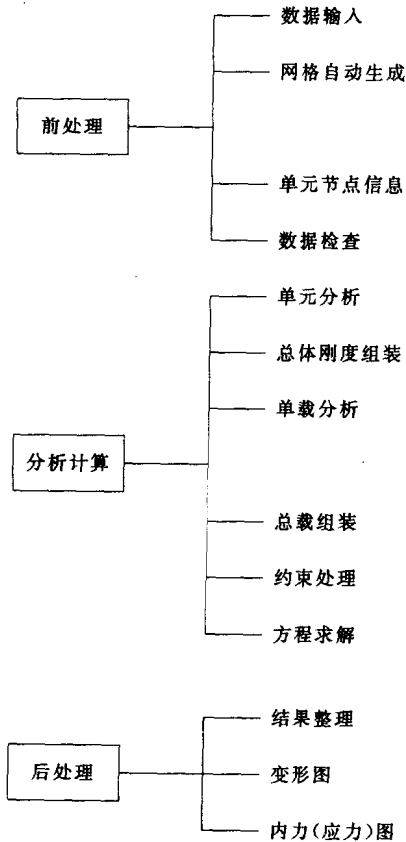 数据输入
网格自动生成
前处理
单元节点信息
数据检查
单元分析
总体刚度组装
单载分析
分析计算
总载组装
约束处理
方程求解
结果整理
后处理
变形图
内力(应力)图